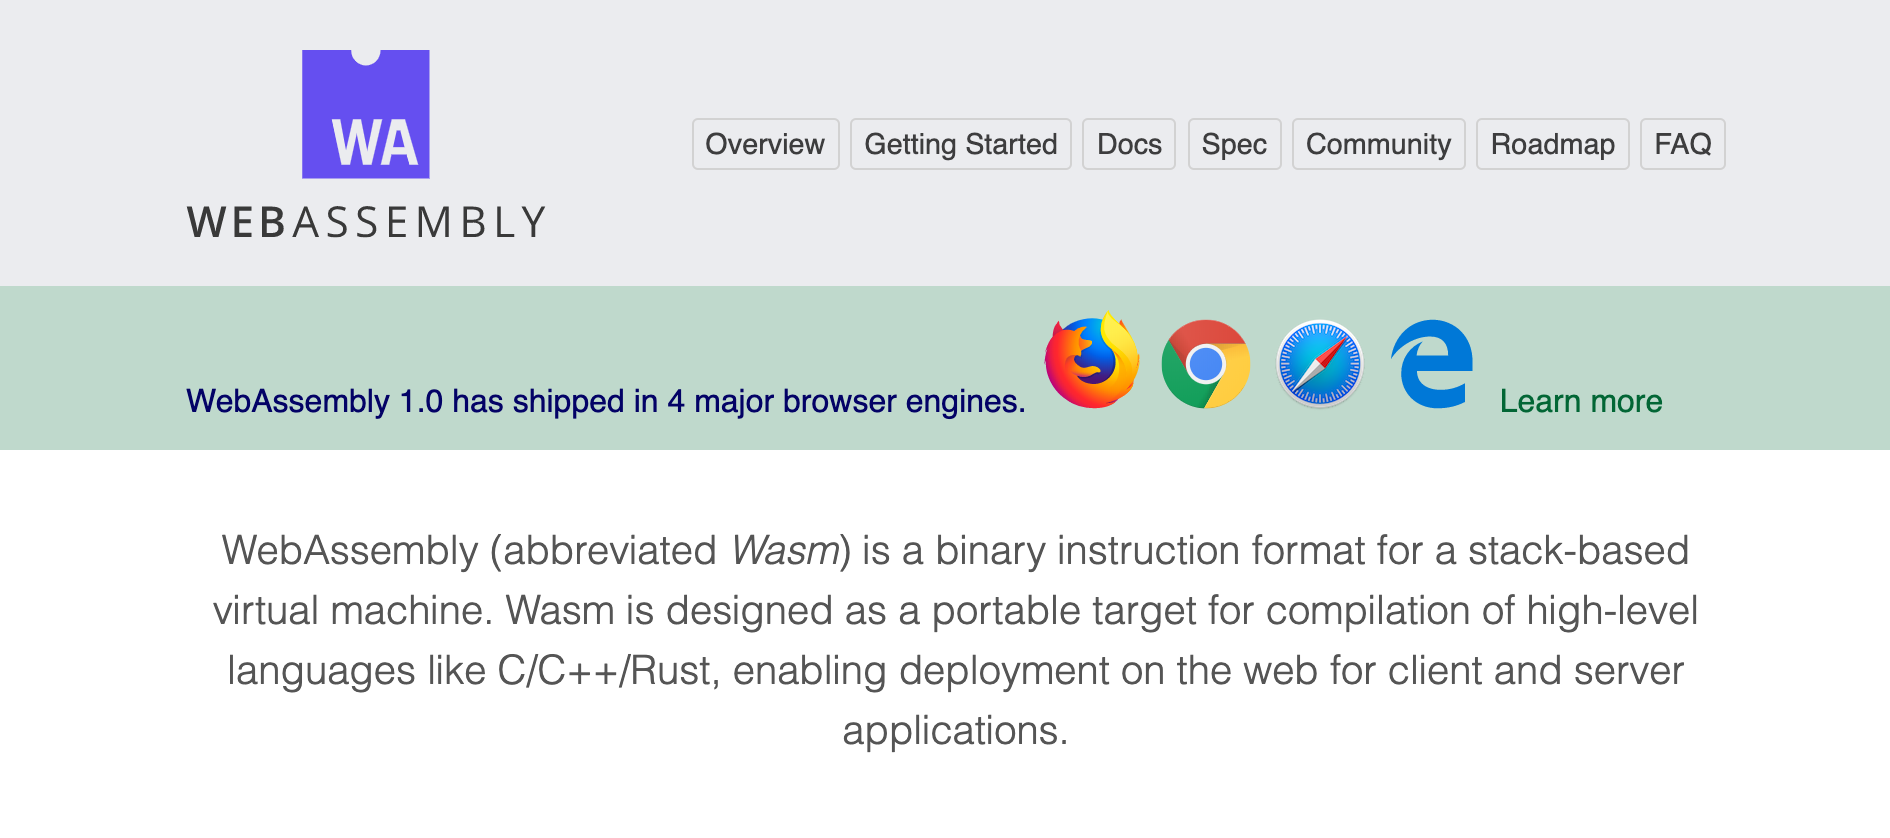 WA
WEBASSEMBLY
Overview
Getting Started
Docs
Spec
Community
Roadmap
FAQ
WebAssembly 1.0 has shipped in 4 major browser engines.
Learn more
WebAssembly (abbreviated Wasm) is a binary instruction format for a stack-based
virtual machine. Wasm is designed as a portable target for compilation of high-level
languages like C/C++/Rust, enabling deployment on the web for client and server
applications.